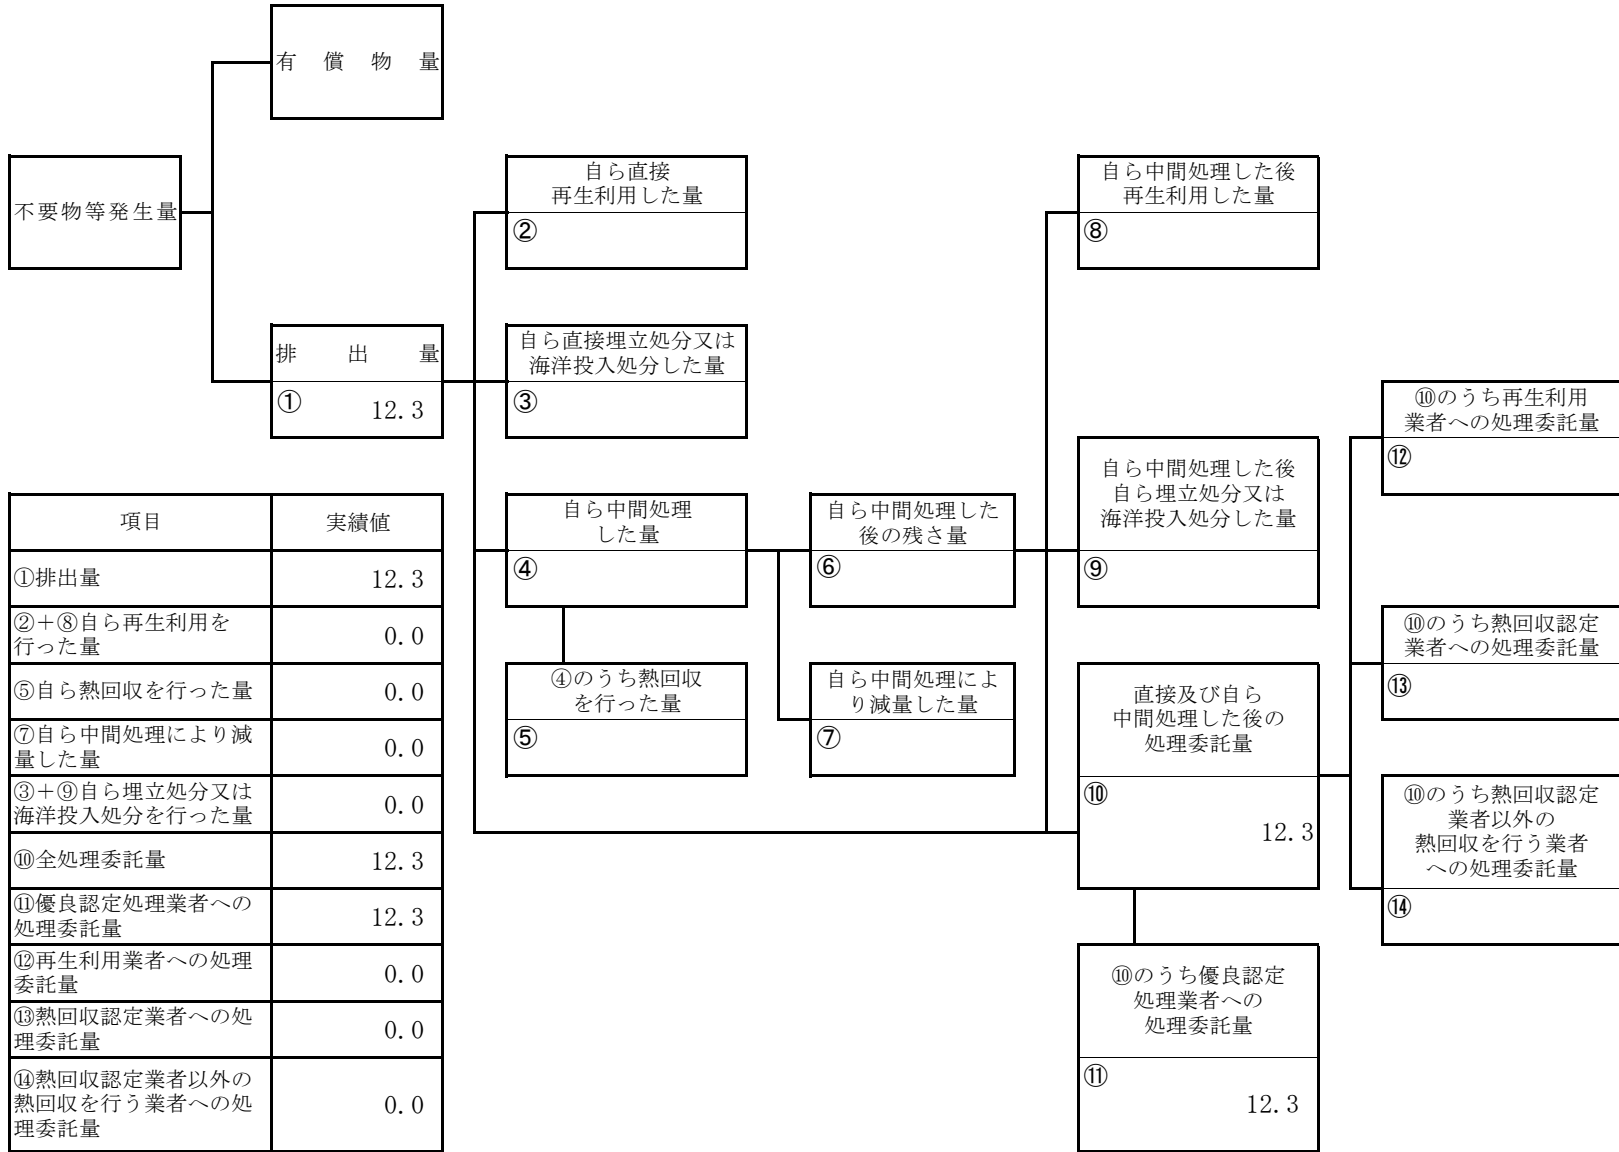 有償物量
不要物等発生量
自ら直接
再生利用した量
②
自ら中間処理した後
再生利用した量
⑧
排出量
①
12.3
自ら直接埋立処分又は
海洋投入処分した量
③
⑩のうち再生利用
業者への処理委託量
⑫
自ら中間処理
した量
④
自ら中間処理した
後の残さ量
⑥
自ら中間処理した後
自ら埋立処分又は
海洋投入処分した量
⑨
⑩のうち熱回収認定
業者への処理委託量
⑬
④のうち熱回収
を行った量
⑤
自ら中間処理によ
り減量した量
⑦
直接及び自ら
中間処理した後の
処理委託量
⑩
12.3
⑩のうち熱回収認定
業者以外の
熱回収を行う業者
への処理委託量
⑭
⑩のうち優良認定
処理業者への
処理委託量
⑪
12.3
項目 実績値
①排出量 12.3
②+⑧自ら再生利用を
行った量 0.0
⑤自ら熱回収を行った量 0.0
⑦自ら中間処理により減
量した量 0.0
③+⑨自ら埋立処分又は
海洋投入処分を行った量 0.0
⑩全処理委託量 12.3
⑪優良認定処理業者への
処理委託量 12.3
⑫再生利用業者への処理
委託量 0.0
⑬熱回収認定業者への処
理委託量 0.0
⑭熱回収認定業者以外の
熱回収を行う業者への処
理委託量 0.0